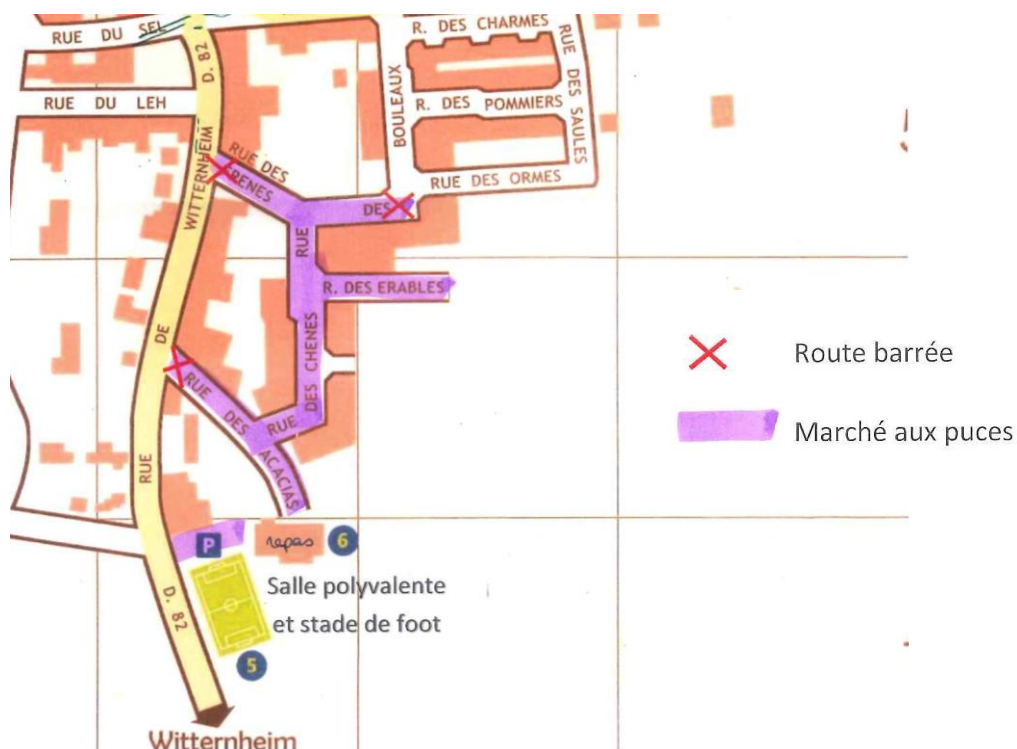 RUE DU SEL
D. 82
R. DES CHARMES
RUE DES SAULES
BOULEAUX
RUE DU LEH
R. DES POMMIERS
WITTERNHEIM
RUE DES
FRENES
RUE DES ORMES
DES
RUE
R. DES ERABLES
DE
DES CHENES
Route barrée
RUE DES
RUE
ACACIAS
Marché aux puces
RUE
P
repas
6
Salle polyvalente
et stade de foot
D. 82
5
Witternheim